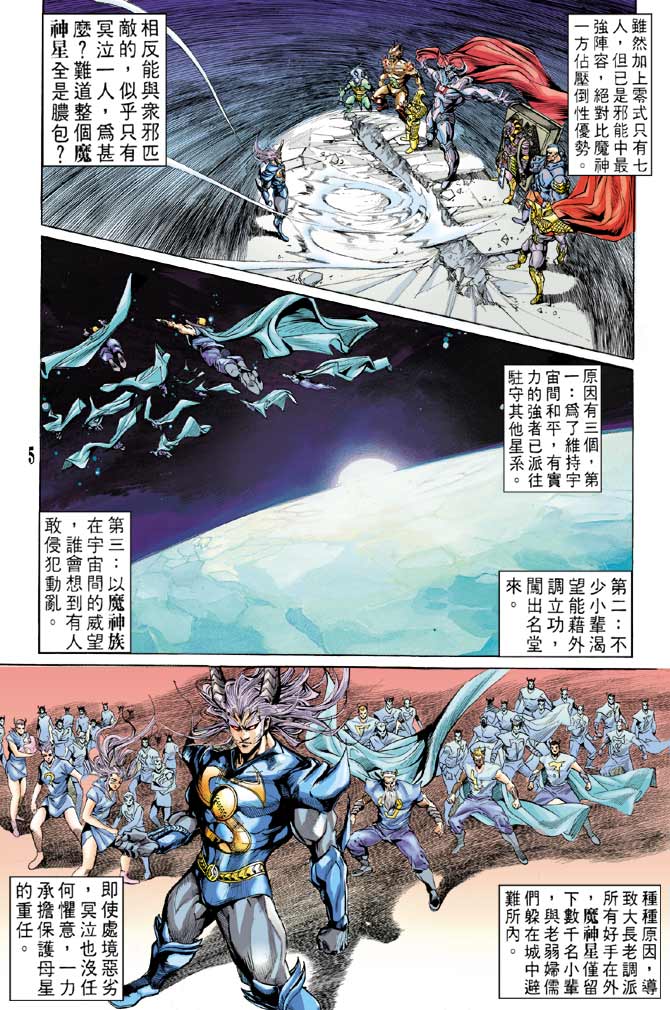 雖然加上零式只有七
人，但已是邪能中最
強陣容，絕對比魔神
一方佔壓倒性優勢。
相反能與衆邪匹
敵的，似乎只有
冥泣一人，爲甚
麼？難道整個魔
神星全是膿包？
原因有三個，第
一：爲了維持宇
宙間和平，有實
力的強者已派往
駐守其他星系。
第二：不
少小輩渴
望能藉外
調立功，
闖出名堂
來。
第三：以魔神族
在宇宙間的威望
，誰會想到有人
敢侵犯動亂。
5
種種原因，導
致大長老調派
所有好手在外
，魔神星僅留
下數千名小輩
，與老弱婦儒
們躲在城中避
難所內。
即使處境惡劣
，冥泣也沒任
何懼意，一力
承擔保護母星
的重任。